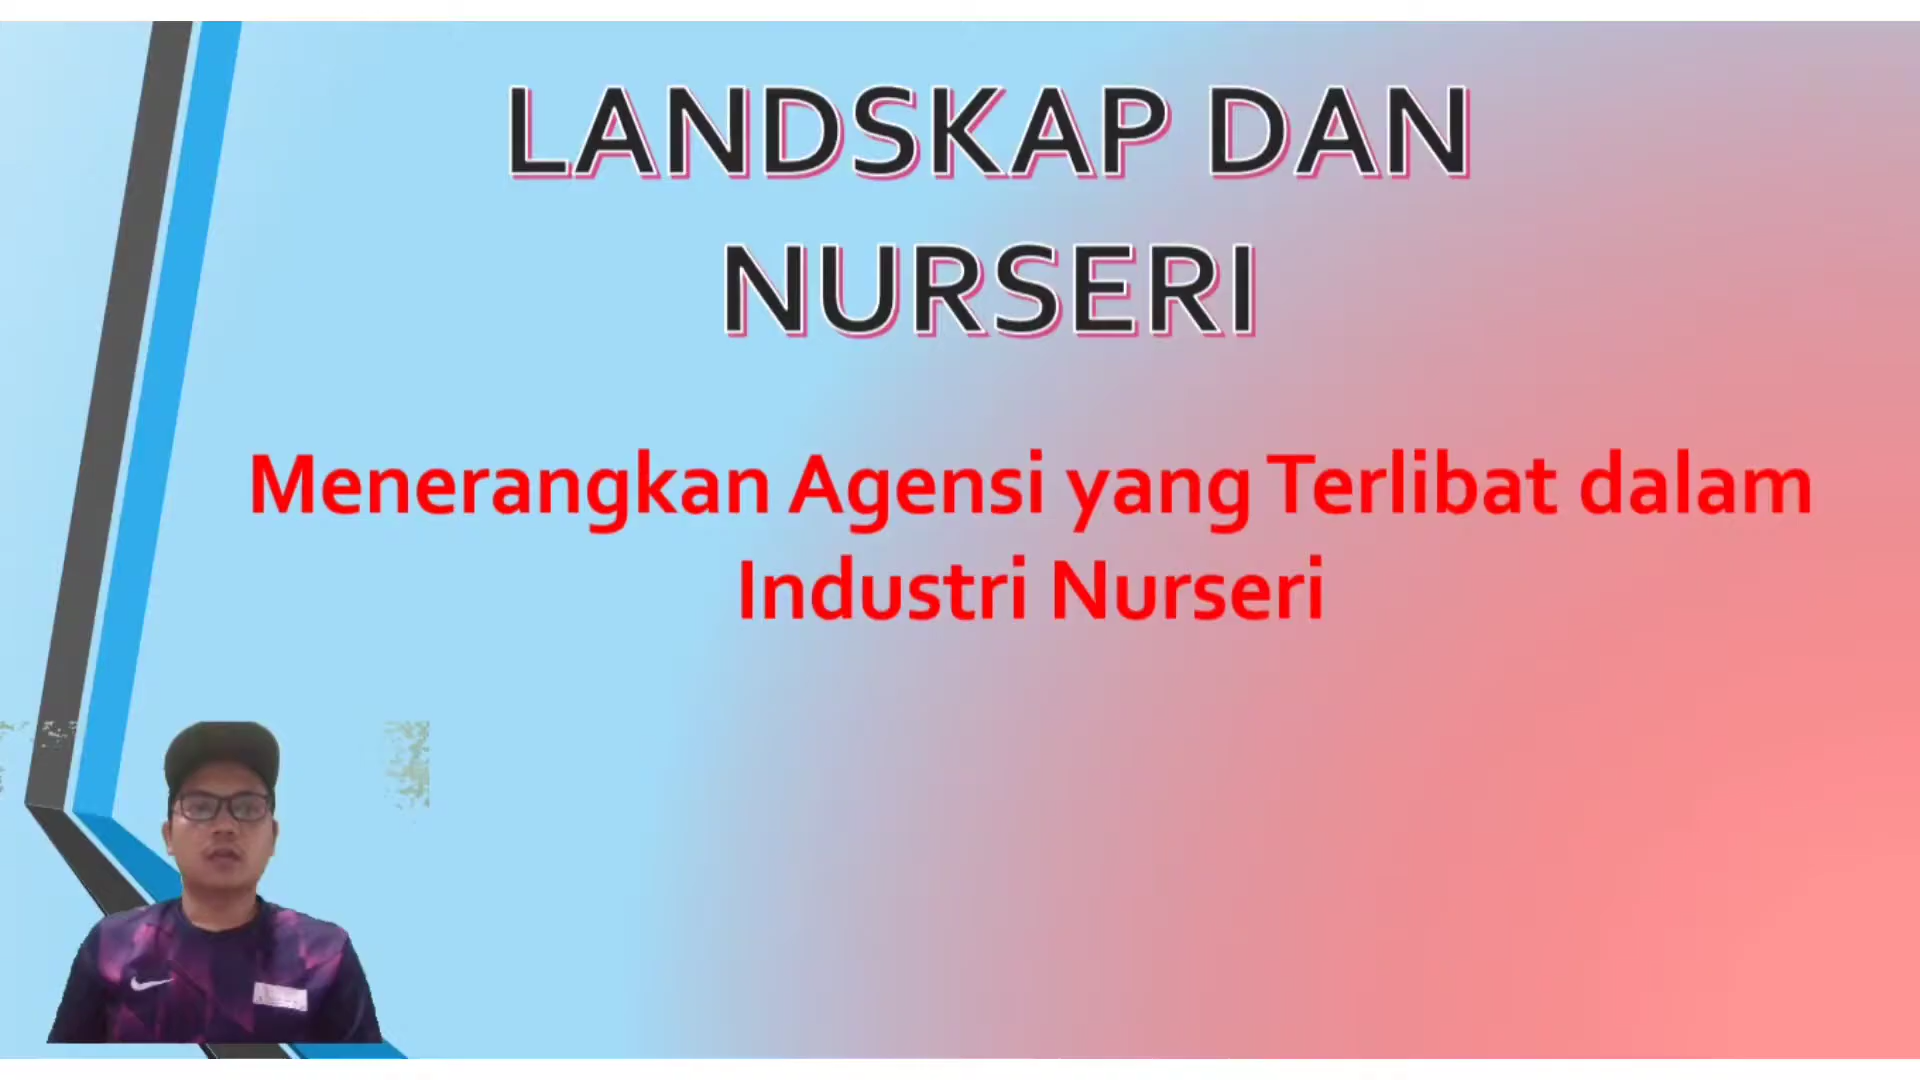 LANDSKAP DAN
NURSERI
Menerangkan Agensi yang Terlibat dalam
Industri Nurseri